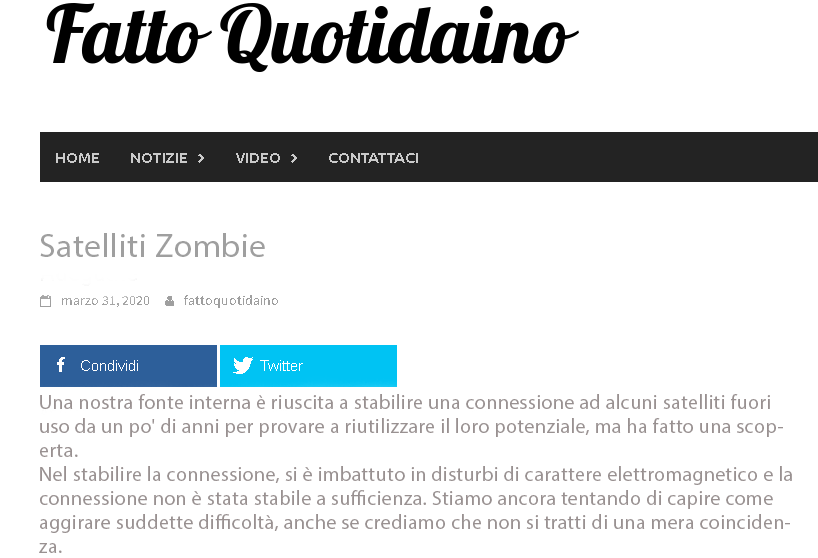 Fatto Quotidaino
HOME NOTIZIE VIDEO CONTATTACI
Satelliti Zombie
marzo 31, 2020 fattoquotidaino
Condividi Twitter
Una nostra fonte interna è riuscita a stabilire una connessione ad alcuni satelliti fuori
uso da un po' di anni per provare a riutilizzare il loro potenziale, ma ha fatto una scop-
erta.
Nel stabilire la connessione, si è imbattuto in disturbi di carattere elettromagnetico e la
connessione non è stata stabile a sufficienza. Stiamo ancora tentando di capire come
aggirare suddette difficoltà, anche se crediamo che non si tratti di una mera coinciden-
za.